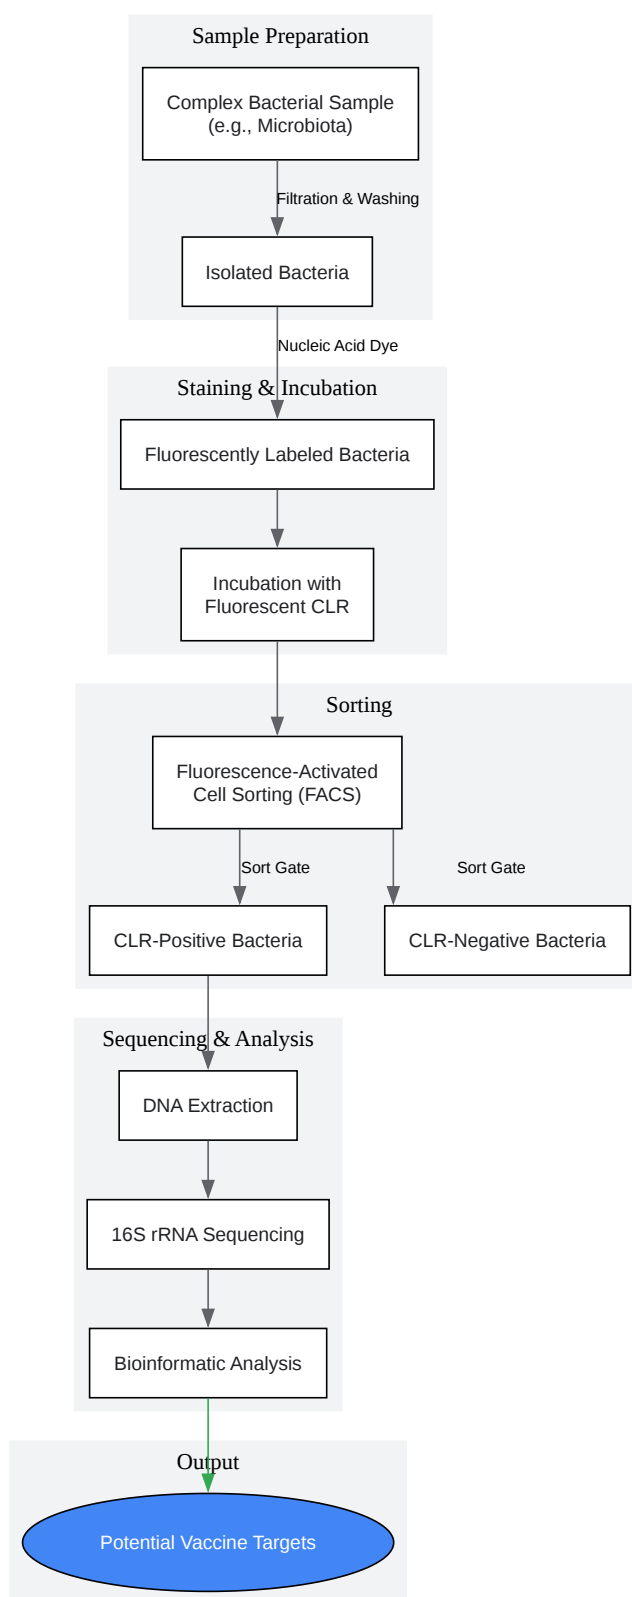 Sample Preparation
Complex Bacterial Sample
(e.g., Microbiota)
Filtration & Washing
Isolated Bacteria
Nucleic Acid Dye
Staining & Incubation
Fluorescently Labeled Bacteria
Incubation with
Fluorescent CLR
Sorting
Fluorescence-Activated
Cell Sorting (FACS)
Sort Gate
Sort Gate
CLR-Positive Bacteria
CLR-Negative Bacteria
Sequencing & Analysis
DNA Extraction
16S rRNA Sequencing
Bioinformatic Analysis
Output
Potential Vaccine Targets